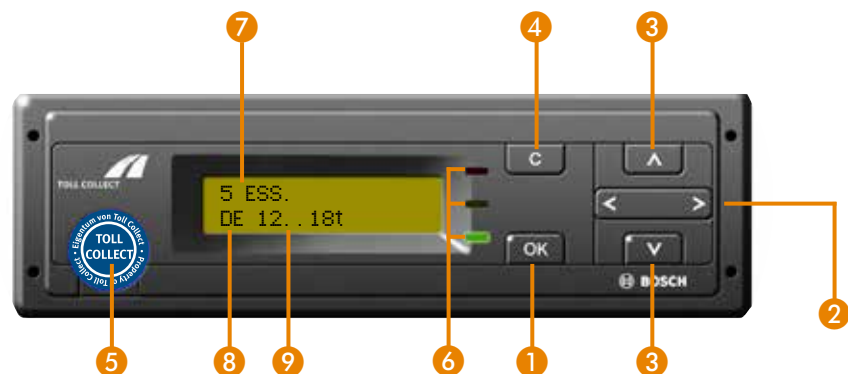 7
4
3
C
TOLL COLLECT
5 ESS.
DE 12..18t
< >
2
Eigentum von Toll Collect • Property of Toll Collect •
TOLL
COLLECT
OK
BOSCH
5
8
9
6
1
3